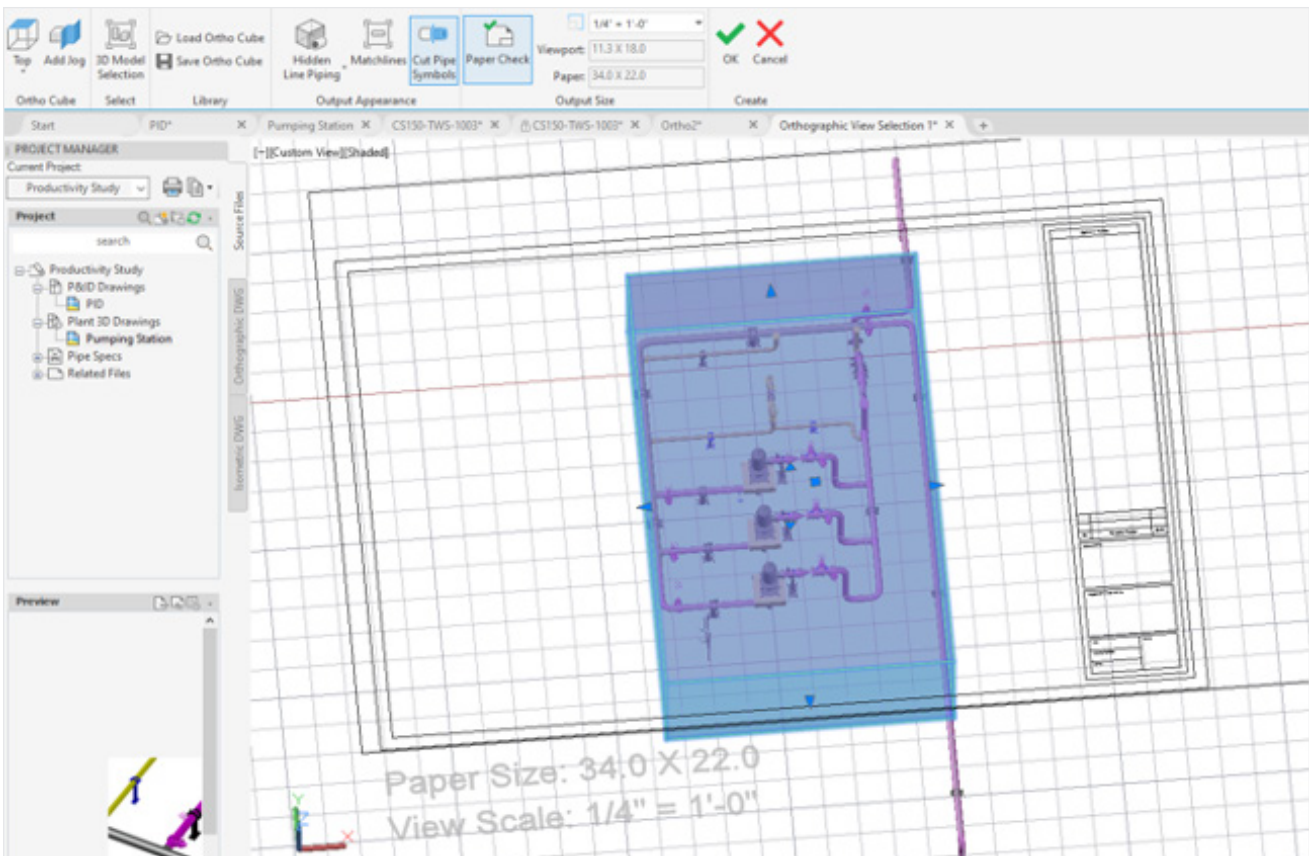 1/4" = 1'-0"
Load Ortho Cube
Save Ortho Cube
Viewport: 11.3 X 18.0
Paper: 34.0 X 22.0
Top
Add Jog
3D Model
Selection
Hidden
Line Piping
Matchlines
Cut Pipe
Symbols
Paper Check
OK
Cancel
Ortho Cube
Select
Library
Output Appearance
Output Size
Create
Start
PID*
Pumping Station
CS150-TWS-1003*
CS150-TWS-1003*
Ortho2*
Orthographic View Selection 1*
PROJECT MANAGER
[-][Custom View][Shaded]
Current Project:
Productivity Study
Project
search
Productivity Study
P&ID Drawings
PID
Plant 3D Drawings
Pumping Station
Pipe Specs
Related Files
Source Files
Orthographic DWG
Isometric DWG
Preview
Paper Size: 34.0 X 22.0
View Scale: 1/4" = 1'-0"
Y
Z
X